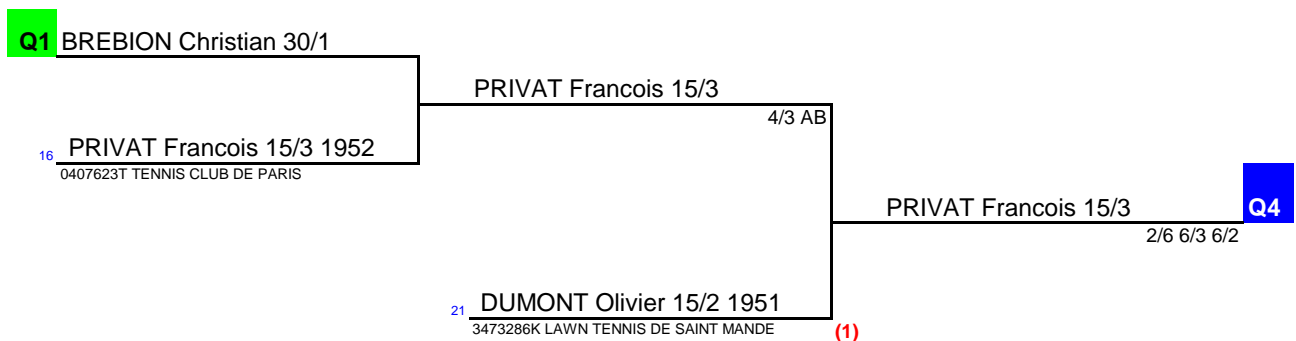 Q1 BREBION Christian 30/1
PRIVAT Francois 15/3
4/3 AB
16 PRIVAT Francois 15/3 1952
0407623T TENNIS CLUB DE PARIS
PRIVAT Francois 15/3 Q4
2/6 6/3 6/2
21 DUMONT Olivier 15/2 1951
3473286K LAWN TENNIS DE SAINT MANDE (1)